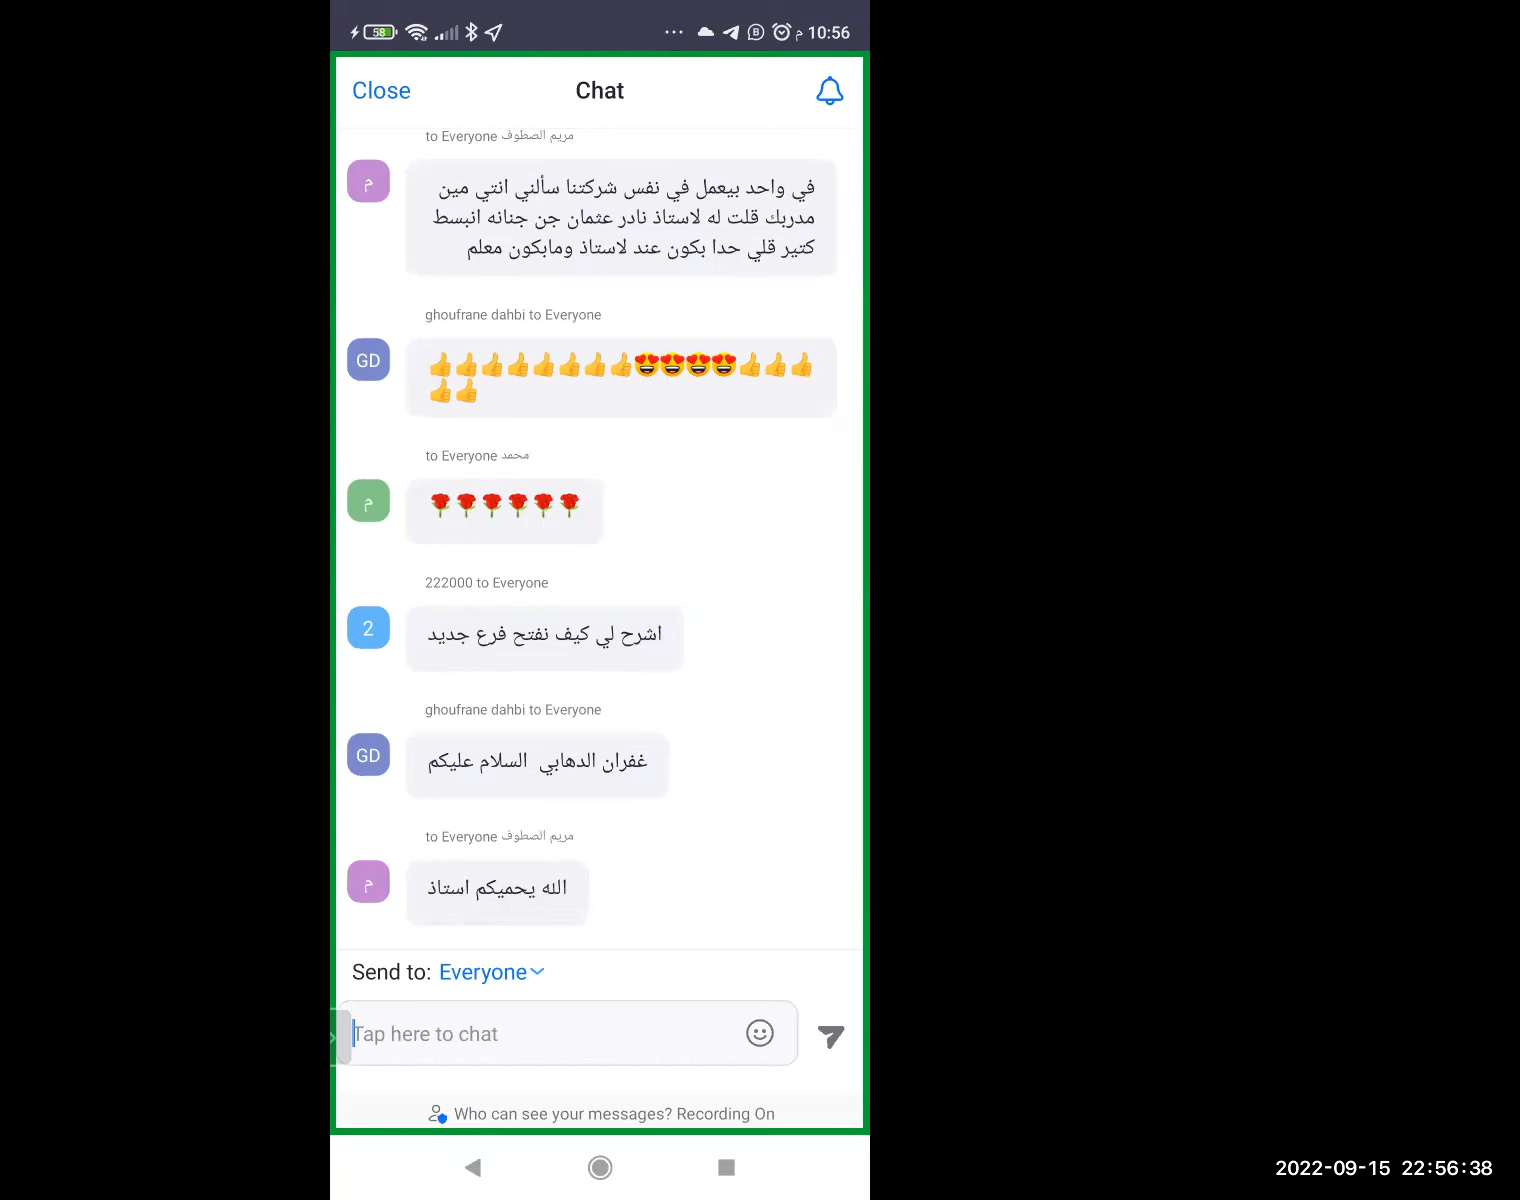 58
م 10:56
Close
Chat
مريم الصطوف to Everyone
م
في واحد بيعمل في نفس شركتنا سألني انتي مين
مدربك قلت له لاستاذ نادر عثمان جن جنانه انبسط
كتير قلي حدا بكون عند لاستاذ ومابكون معلم
ghoufrane dahbi to Everyone
GD
👍👍👍👍👍👍👍👍😍😍😍😍👍👍👍
👍👍
محمد to Everyone
م
🌹🌹🌹🌹🌹🌹
222000 to Everyone
2
اشرح لي كيف نفتح فرع جديد
ghoufrane dahbi to Everyone
GD
غفران الدهابي  السلام عليكم
مريم الصطوف to Everyone
م
الله يحميكم استاذ
Send to: Everyone
Tap here to chat
Who can see your messages? Recording On
2022-09-15 22:56:38